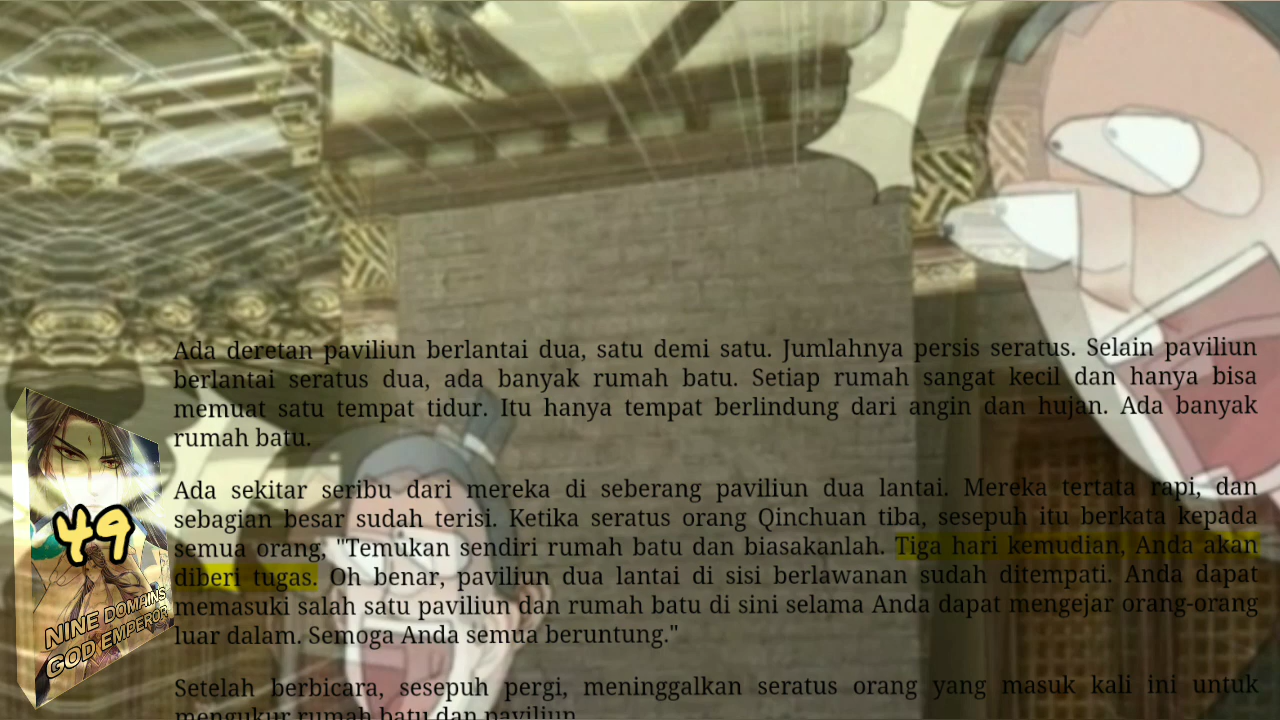 Ada deretan paviliun berlantai dua, satu demi satu. Jumlahnya persis seratus. Selain paviliun
berlantai seratus dua, ada banyak rumah batu. Setiap rumah sangat kecil dan hanya bisa
memuat satu tempat tidur. Itu hanya tempat berlindung dari angin dan hujan. Ada banyak
rumah batu.
Ada sekitar seribu dari mereka di seberang paviliun dua lantai. Mereka tertata rapi, dan
sebagian besar sudah terisi. Ketika seratus orang Qinchuan tiba, sesepuh itu berkata kepada
semua orang, "Temukan sendiri rumah batu dan biasakanlah. Tiga hari kemudian, Anda akan
diberi tugas. Oh benar, paviliun dua lantai di sisi berlawanan sudah ditempati. Anda dapat
memasuki salah satu paviliun dan rumah batu di sini selama Anda dapat mengejar orang-orang
luar dalam. Semoga Anda semua beruntung."
Setelah berbicara, sesepuh pergi, meninggalkan seratus orang yang masuk kali ini untuk
mengukur rumah batu dan paviliun.
49
NINE DOMAINS
GOD EMPEROR